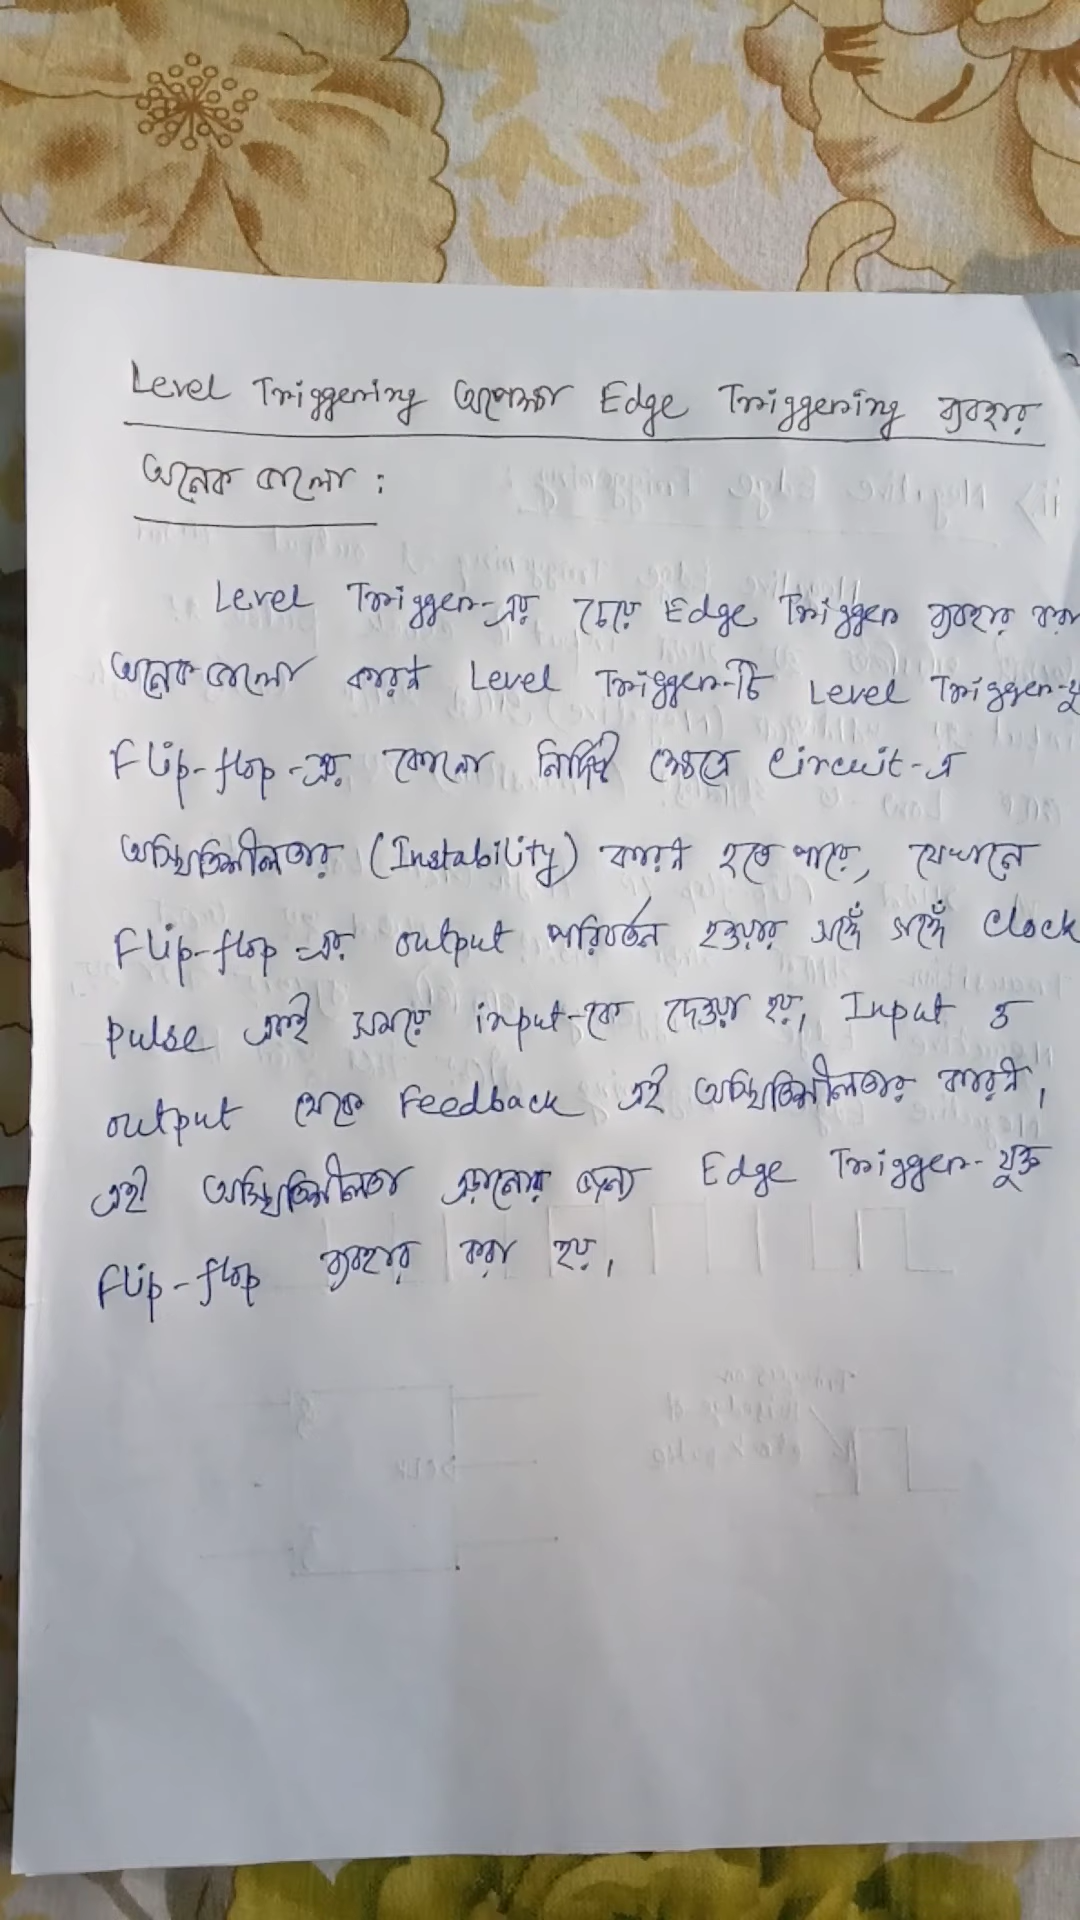 Level Triggering অপেক্ষা Edge Triggering ব্যবহার
অনেক ভালো :
Level Trigger-এর চেয়ে Edge Trigger ব্যবহার করা
অনেক ভালো কারণ Level Trigger-টি Level Trigger-যু
Flip-flop-এর কোনো নির্দিষ্ট ক্ষেত্রে circuit-এ
অস্থিতিশীলতার (Instability) কারণ হতে পারে, যেখানে
Flip-flop-এর output পরিবর্তন হওয়ার সঙ্গে সঙ্গে Clock
pulse একই সময়ে input-কে দেওয়া হয়। Input ও
output থেকে Feedback এই অস্থিতিশীলতার কারণ।
এই অস্থিতিশীলতা এড়ানোর জন্য Edge Trigger-যুক্ত
Flip-flop ব্যবহার করা হয়।